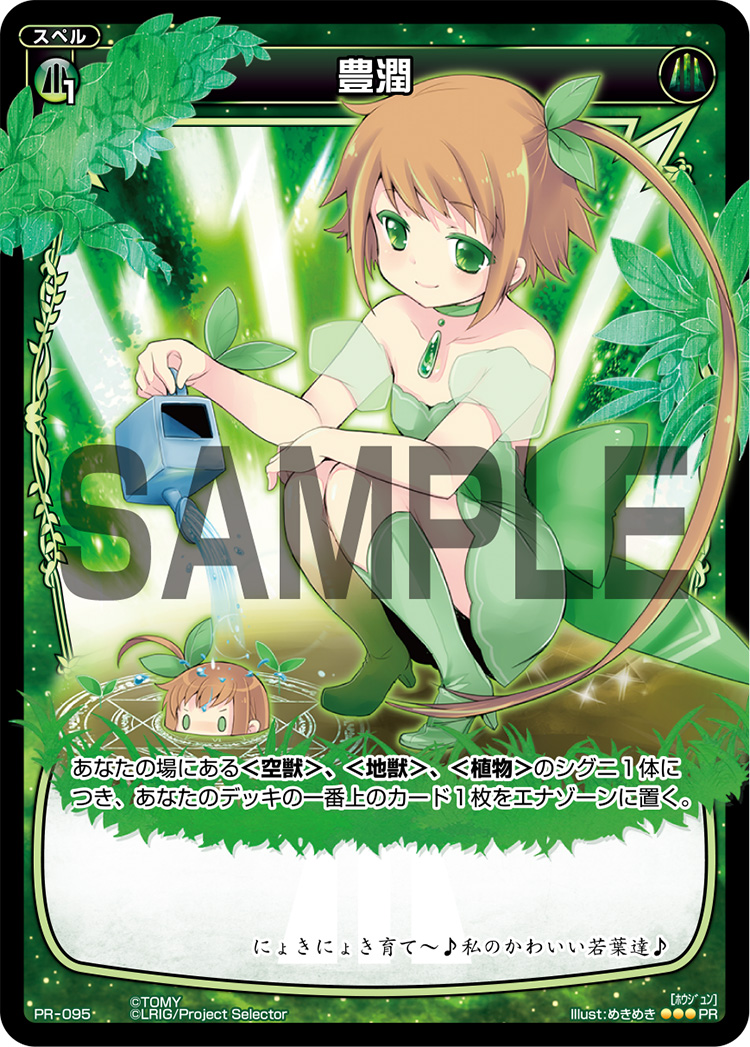 スペル
豊潤
1
SAMPLE
あなたの場にある<空獣>、<地獣>、<植物>のシグニ1体に
つき、あなたのデッキの一番上のカード1枚をエナゾーンに置く。
にょきにょき育て〜♪私のかわいい若葉達♪
[ホウジュン]
©TOMY
PR-095 ©LRIG/Project Selector Illust:めきめき PR